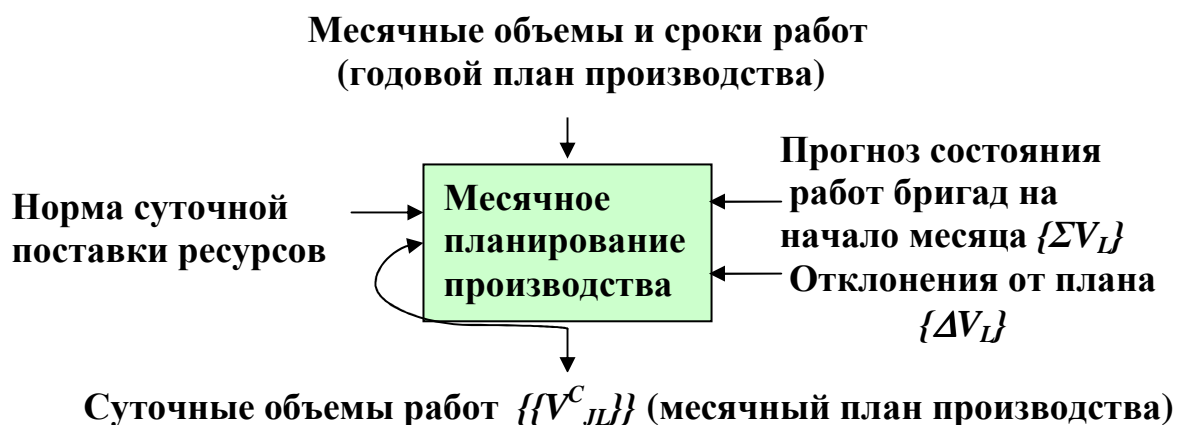 Месячные объемы и сроки работ
(годовой план производства)
Норма суточной
поставки ресурсов
Месячное
планирование
производства
Прогноз состояния
работ бригад на
начало месяца {ΣV_L}
Отклонения от плана
{ΔV_L}
Суточные объемы работ {{V^C_JL}} (месячный план производства)